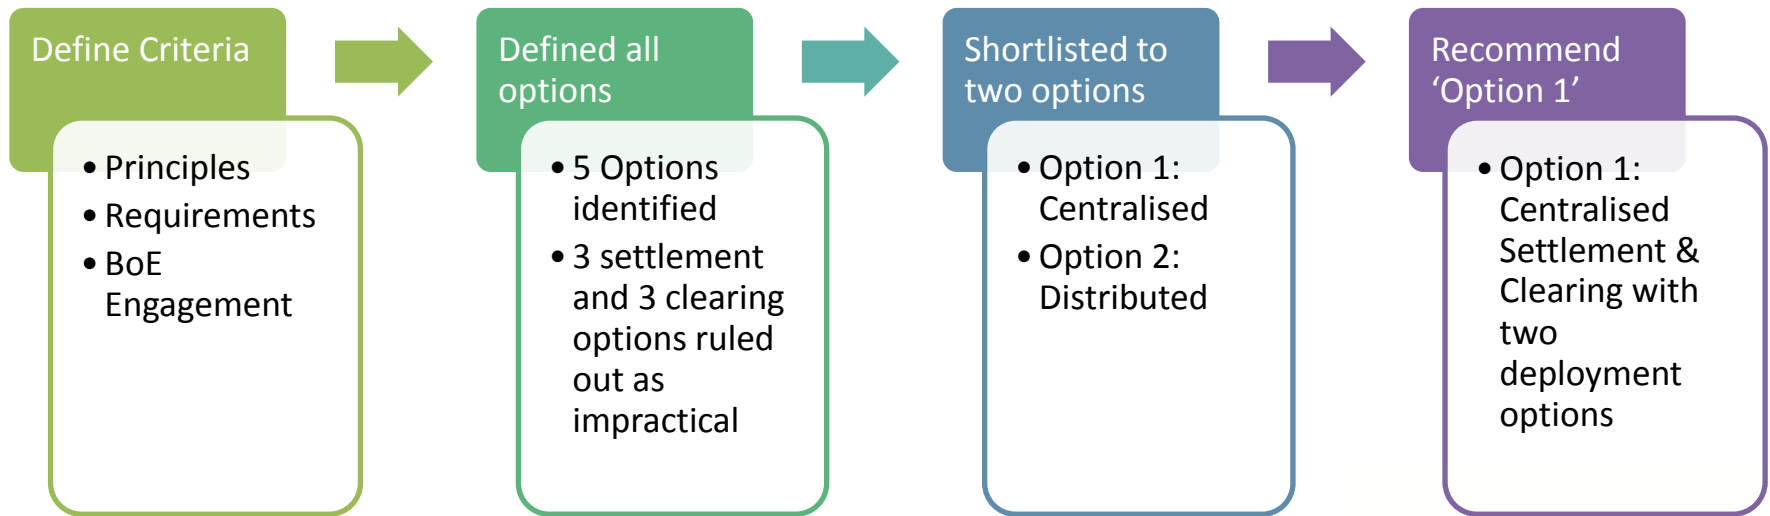 Define Criteria
• Principles
• Requirements
• BoE
Engagement
Defined all
options
• 5 Options
identified
• 3 settlement
and 3 clearing
options ruled
out as
impractical
Shortlisted to
two options
• Option 1:
Centralised
• Option 2:
Distributed
Recommend
‘Option 1’
• Option 1:
Centralised
Settlement &
Clearing with
two
deployment
options